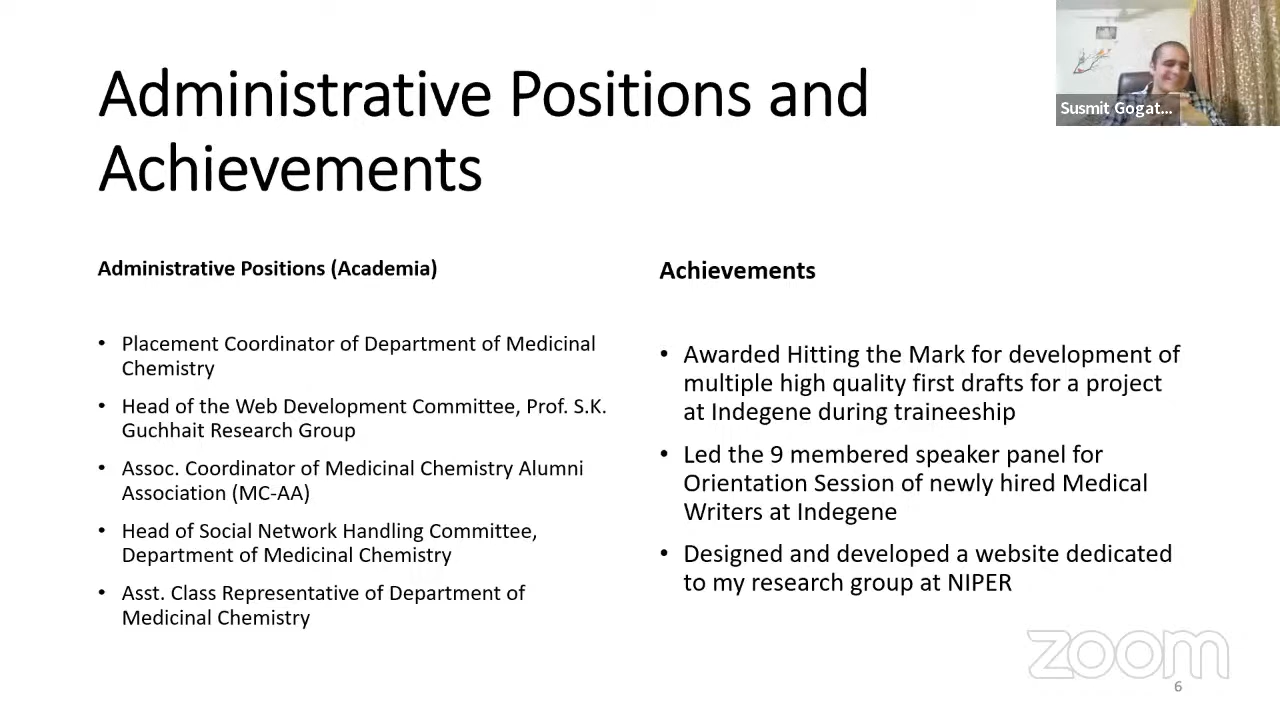 Administrative Positions and
Achievements
Susmit Gogat...
Administrative Positions (Academia)
• Placement Coordinator of Department of Medicinal
Chemistry
• Head of the Web Development Committee, Prof. S.K.
Guchhait Research Group
• Assoc. Coordinator of Medicinal Chemistry Alumni
Association (MC-AA)
• Head of Social Network Handling Committee,
Department of Medicinal Chemistry
• Asst. Class Representative of Department of
Medicinal Chemistry
Achievements
• Awarded Hitting the Mark for development of
multiple high quality first drafts for a project
at Indegene during traineeship
• Led the 9 membered speaker panel for
Orientation Session of newly hired Medical
Writers at Indegene
• Designed and developed a website dedicated
to my research group at NIPER
zoom
6